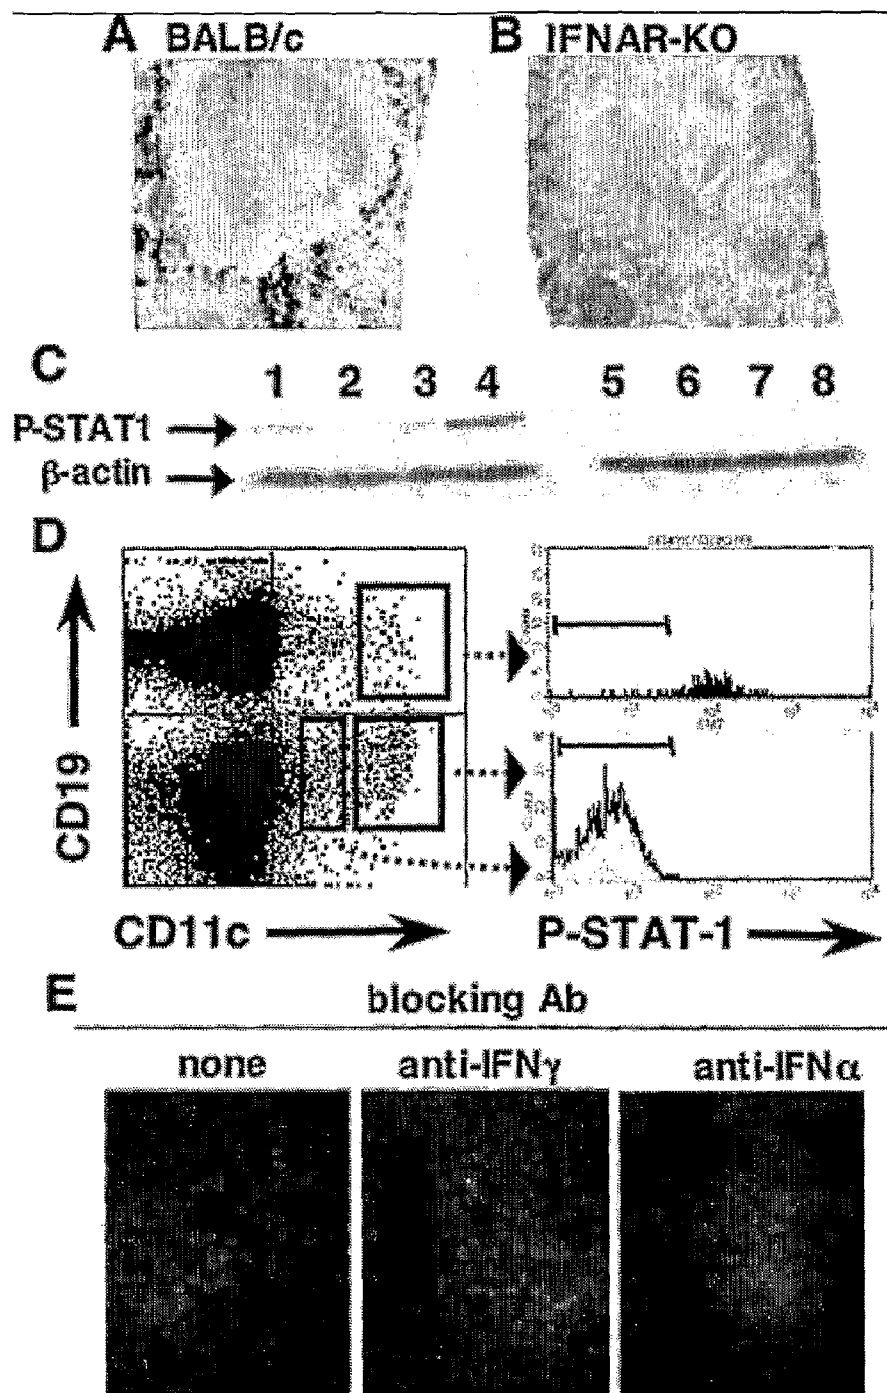 A BALB/c
B IFNAR-KO
C
1 2 3 4 5 6 7 8
P-STAT1
β-actin
D
CD19
CD11c
P-STAT-1
E
blocking Ab
none anti-IFNγ anti-IFNα